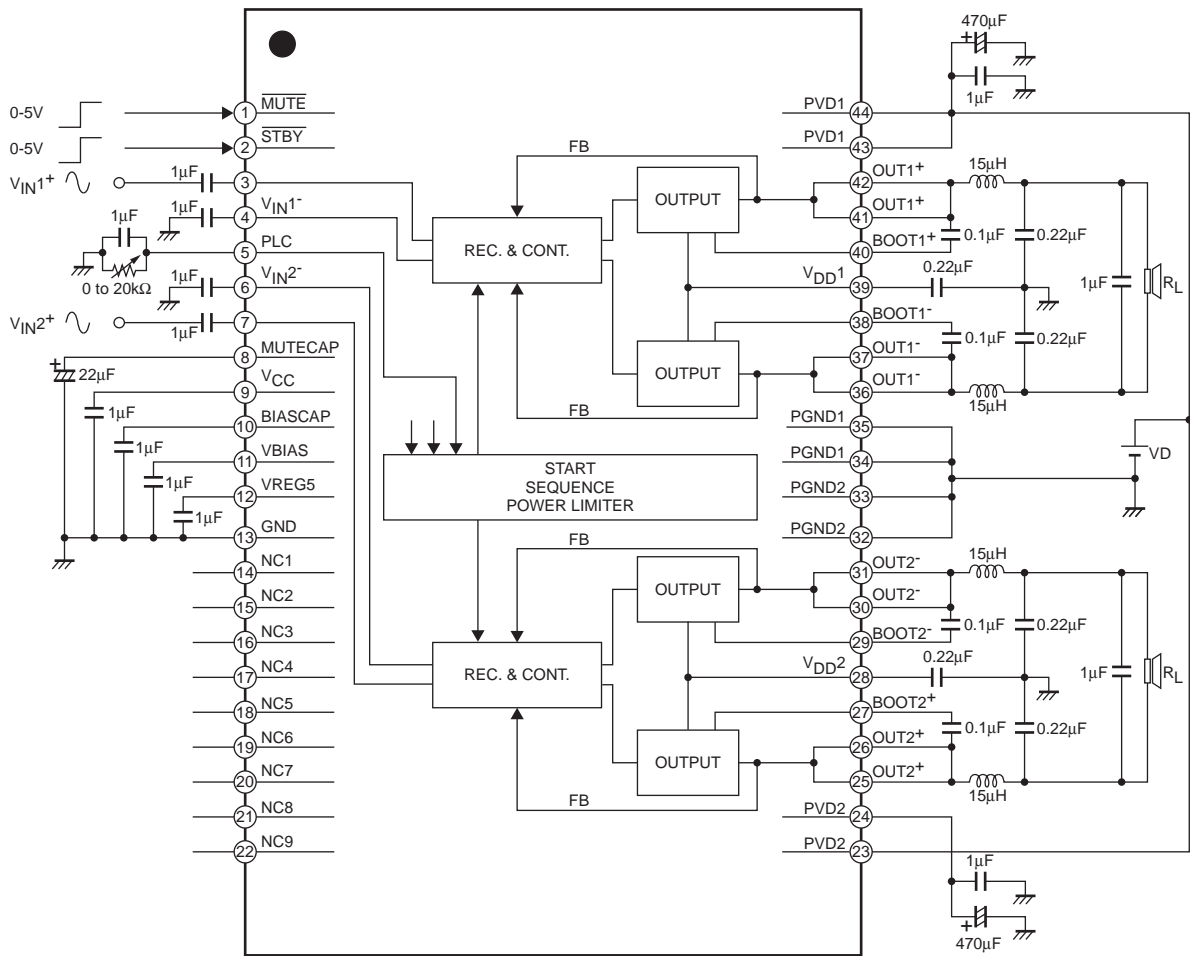 470µF
+
1µF
0-5V
1
MUTE
PVD1
44
0-5V
2
STBY
PVD1
43
FB
VIN1+
1µF
3
OUTPUT
42
OUT1+
15µH
1µF
4
VIN1-
41
OUT1+
1µF
5
PLC
REC. & CONT.
40
BOOT1+
0.1µF
0.22µF
0 to 20kΩ
1µF
6
VIN2-
VDD1
39
0.22µF
1µF
RL
VIN2+
1µF
7
38
BOOT1-
+
8
MUTECAP
OUTPUT
37
OUT1-
0.1µF
0.22µF
22µF
9
VCC
36
OUT1-
15µH
FB
1µF
10
BIASCAP
PGND1
35
1µF
11
VBIAS
START
SEQUENCE
POWER LIMITER
PGND1
34
VD
1µF
12
VREG5
PGND2
33
1µF
13
GND
PGND2
32
FB
14
NC1
OUTPUT
31
OUT2-
15µH
15
NC2
30
OUT2-
16
NC3
REC. & CONT.
29
BOOT2-
0.1µF
0.22µF
17
NC4
VDD2
28
0.22µF
1µF
RL
18
NC5
27
BOOT2+
19
NC6
OUTPUT
26
OUT2+
0.1µF
0.22µF
20
NC7
25
OUT2+
15µH
FB
21
NC8
PVD2
24
22
NC9
PVD2
23
1µF
+
470µF